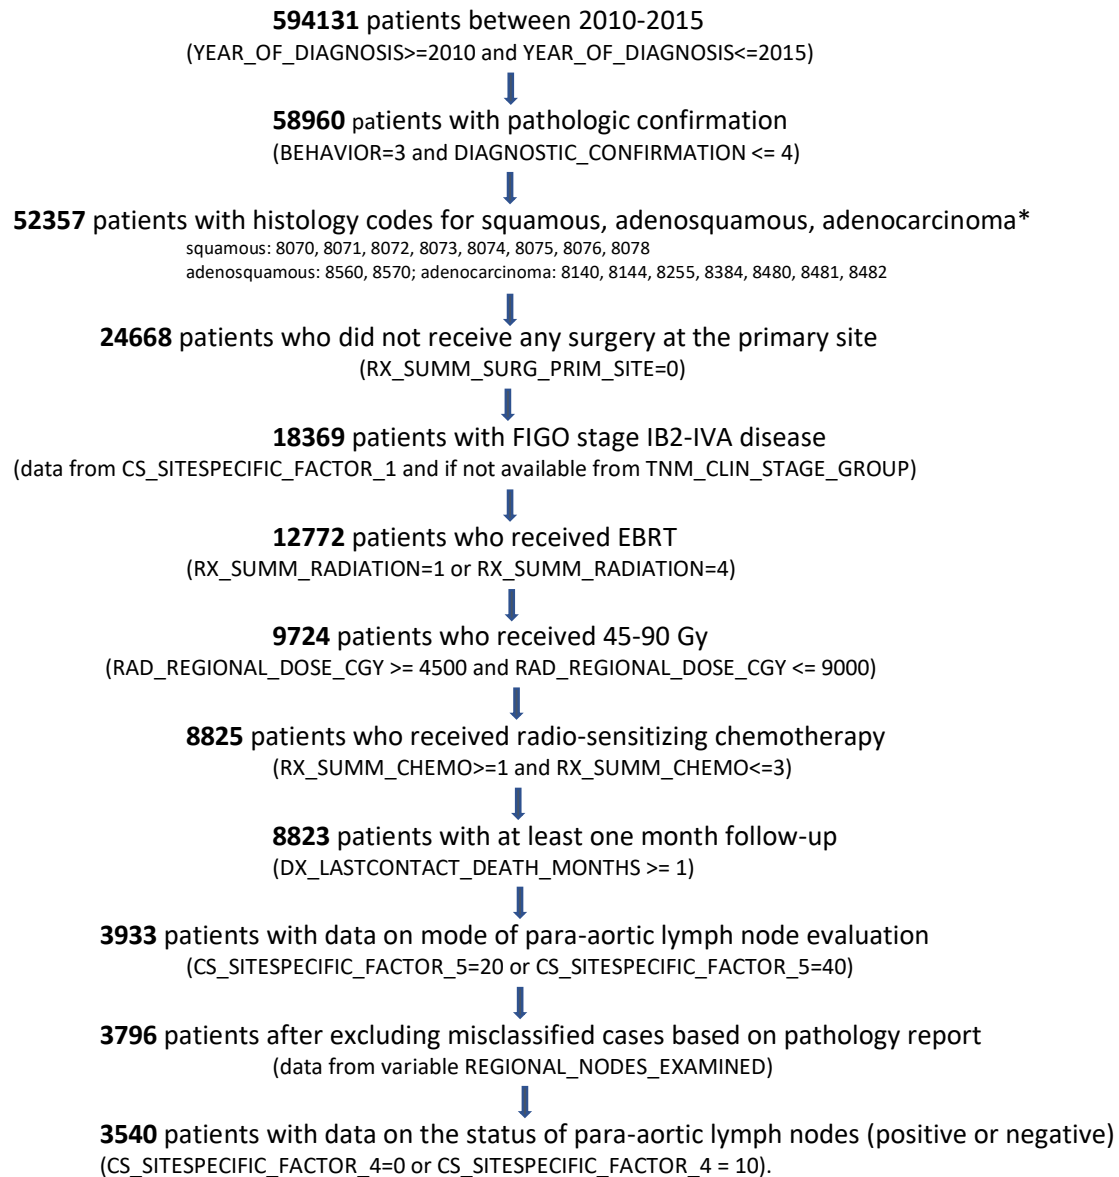 594131 patients between 2010-2015
(YEAR_OF_DIAGNOSIS>=2010 and YEAR_OF_DIAGNOSIS<=2015)
58960 patients with pathologic confirmation
(BEHAVIOR=3 and DIAGNOSTIC_CONFIRMATION <= 4)
52357 patients with histology codes for squamous, adenosquamous, adenocarcinoma*
squamous: 8070, 8071, 8072, 8073, 8074, 8075, 8076, 8078
adenosquamous: 8560, 8570; adenocarcinoma: 8140, 8144, 8255, 8384, 8480, 8481, 8482
24668 patients who did not receive any surgery at the primary site
(RX_SUMM_SURG_PRIM_SITE=0)
18369 patients with FIGO stage IB2-IVA disease
(data from CS_SITESPECIFIC_FACTOR_1 and if not available from TNM_CLIN_STAGE_GROUP)
12772 patients who received EBRT
(RX_SUMM_RADIATION=1 or RX_SUMM_RADIATION=4)
9724 patients who received 45-90 Gy
(RAD_REGIONAL_DOSE_CGY >= 4500 and RAD_REGIONAL_DOSE_CGY <= 9000)
8825 patients who received radio-sensitizing chemotherapy
(RX_SUMM_CHEMO>=1 and RX_SUMM_CHEMO<=3)
8823 patients with at least one month follow-up
(DX_LASTCONTACT_DEATH_MONTHS >= 1)
3933 patients with data on mode of para-aortic lymph node evaluation
(CS_SITESPECIFIC_FACTOR_5=20 or CS_SITESPECIFIC_FACTOR_5=40)
3796 patients after excluding misclassified cases based on pathology report
(data from variable REGIONAL_NODES_EXAMINED)
3540 patients with data on the status of para-aortic lymph nodes (positive or negative)
(CS_SITESPECIFIC_FACTOR_4=0 or CS_SITESPECIFIC_FACTOR_4 = 10).